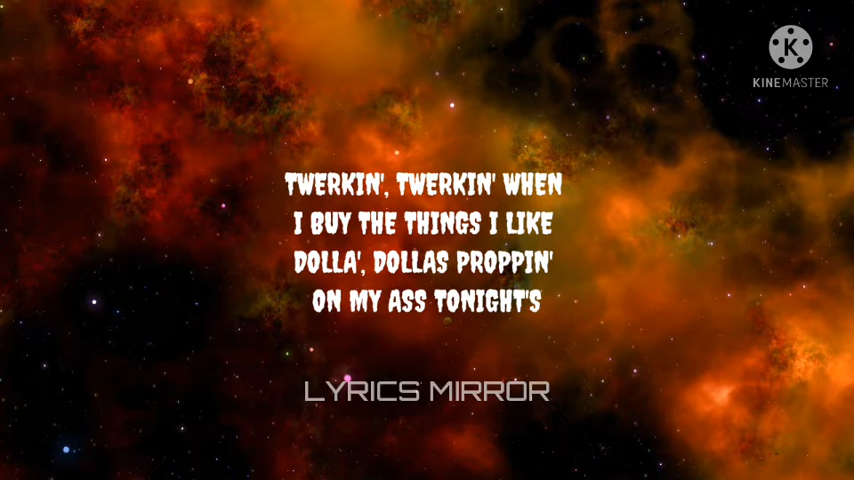 KINEMASTER
TWERKIN', TWERKIN' WHEN
I BUY THE THINGS I LIKE
DOLLA', DOLLAS PROPPIN'
ON MY ASS TONIGHT'S
LYRICS MIRROR